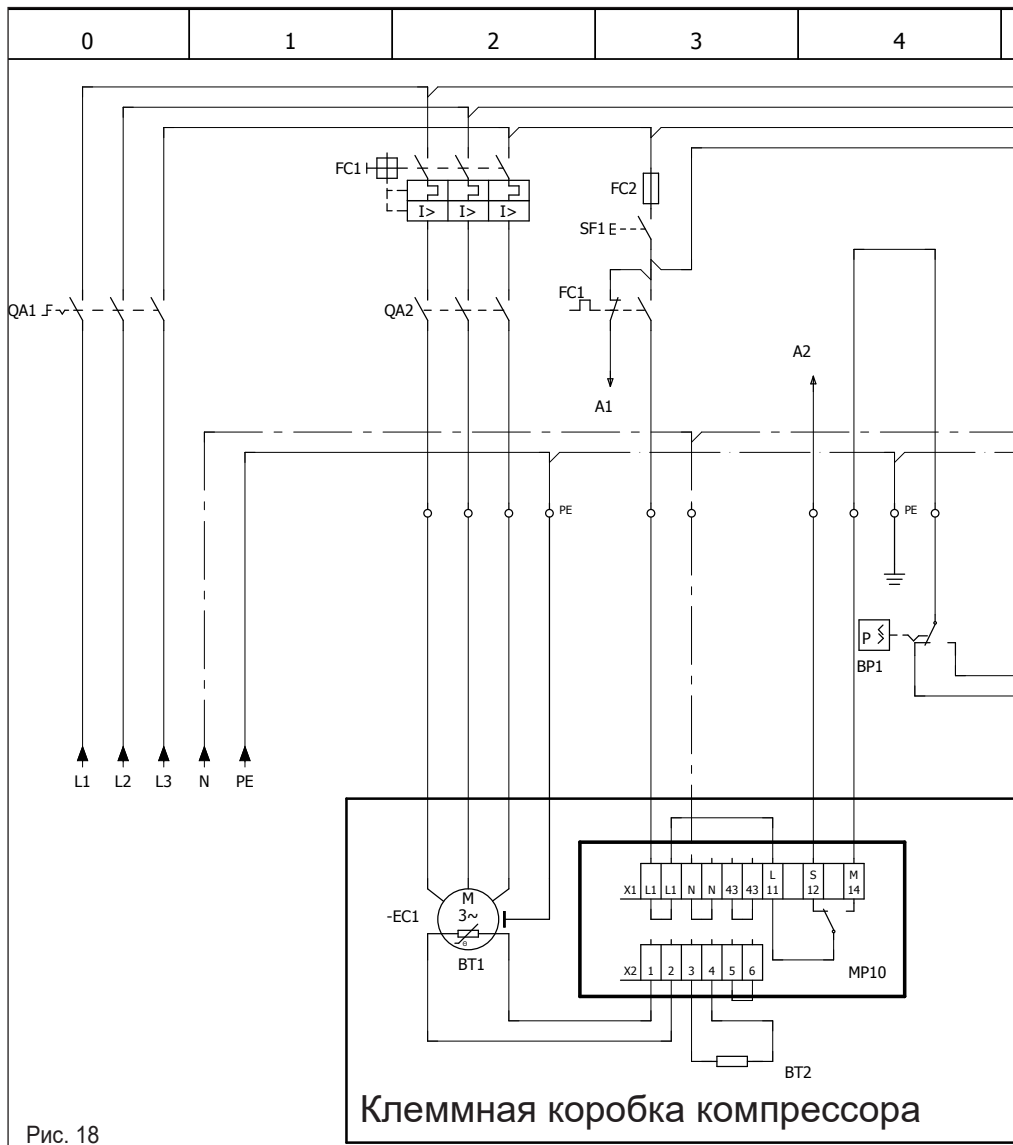 0 1 2 3 4
FC1
I> I> I>
FC2
SF1
QA1
QA2
FC1
A1
A2
PE
PE
P
BP1
L1 L2 L3 N PE
M
3~
-EC1
θ
BT1
L S M
X1 L1 L1 N N 43 43 11 12 14
X2 1 2 3 4 5 6
MP10
BT2
Клеммная коробка компрессора
Рис. 18